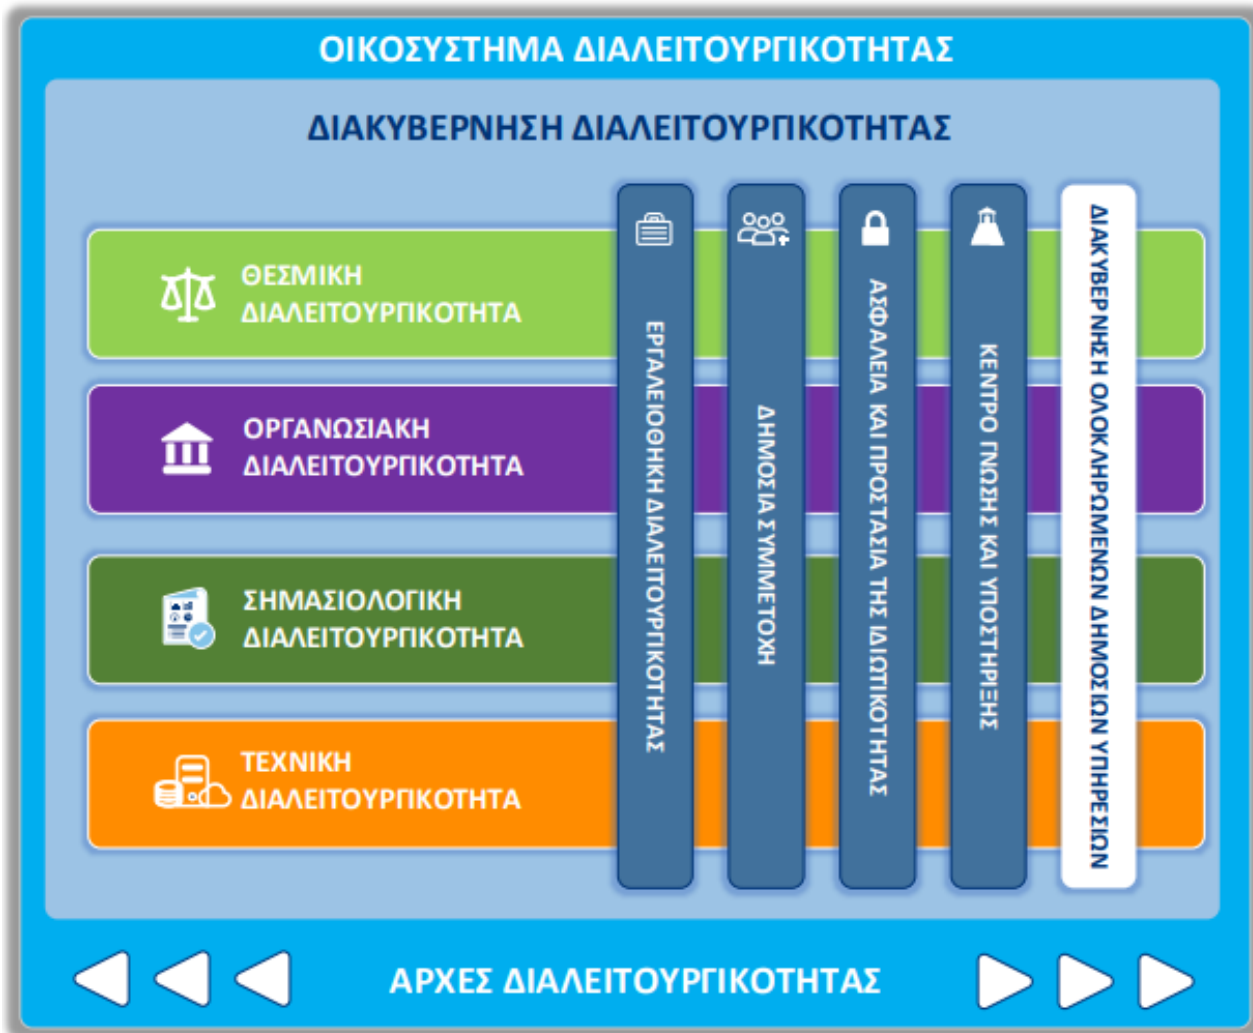 ΟΙΚΟΣΥΣΤΗΜΑ ΔΙΑΛΕΙΤΟΥΡΓΙΚΟΤΗΤΑΣ
ΔΙΑΚΥΒΕΡΝΗΣΗ ΔΙΑΛΕΙΤΟΥΡΓΙΚΟΤΗΤΑΣ
ΘΕΣΜΙΚΗ
ΔΙΑΛΕΙΤΟΥΡΓΙΚΟΤΗΤΑ
ΟΡΓΑΝΩΣΙΑΚΗ
ΔΙΑΛΕΙΤΟΥΡΓΙΚΟΤΗΤΑ
ΣΗΜΑΣΙΟΛΟΓΙΚΗ
ΔΙΑΛΕΙΤΟΥΡΓΙΚΟΤΗΤΑ
ΤΕΧΝΙΚΗ
ΔΙΑΛΕΙΤΟΥΡΓΙΚΟΤΗΤΑ
ΕΡΓΑΛΕΙΟΘΗΚΗ ΔΙΑΛΕΙΤΟΥΡΓΙΚΟΤΗΤΑΣ
ΔΗΜΟΣΙΑ ΣΥΜΜΕΤΟΧΗ
ΑΣΦΑΛΕΙΑ ΚΑΙ ΠΡΟΣΤΑΣΙΑ ΤΗΣ ΙΔΙΩΤΙΚΟΤΗΤΑΣ
ΚΕΝΤΡΟ ΓΝΩΣΗΣ ΚΑΙ ΥΠΟΣΤΗΡΙΞΗΣ
ΔΙΑΚΥΒΕΡΝΗΣΗ ΟΛΟΚΛΗΡΩΜΕΝΩΝ ΔΗΜΟΣΙΩΝ ΥΠΗΡΕΣΙΩΝ
ΑΡΧΕΣ ΔΙΑΛΕΙΤΟΥΡΓΙΚΟΤΗΤΑΣ